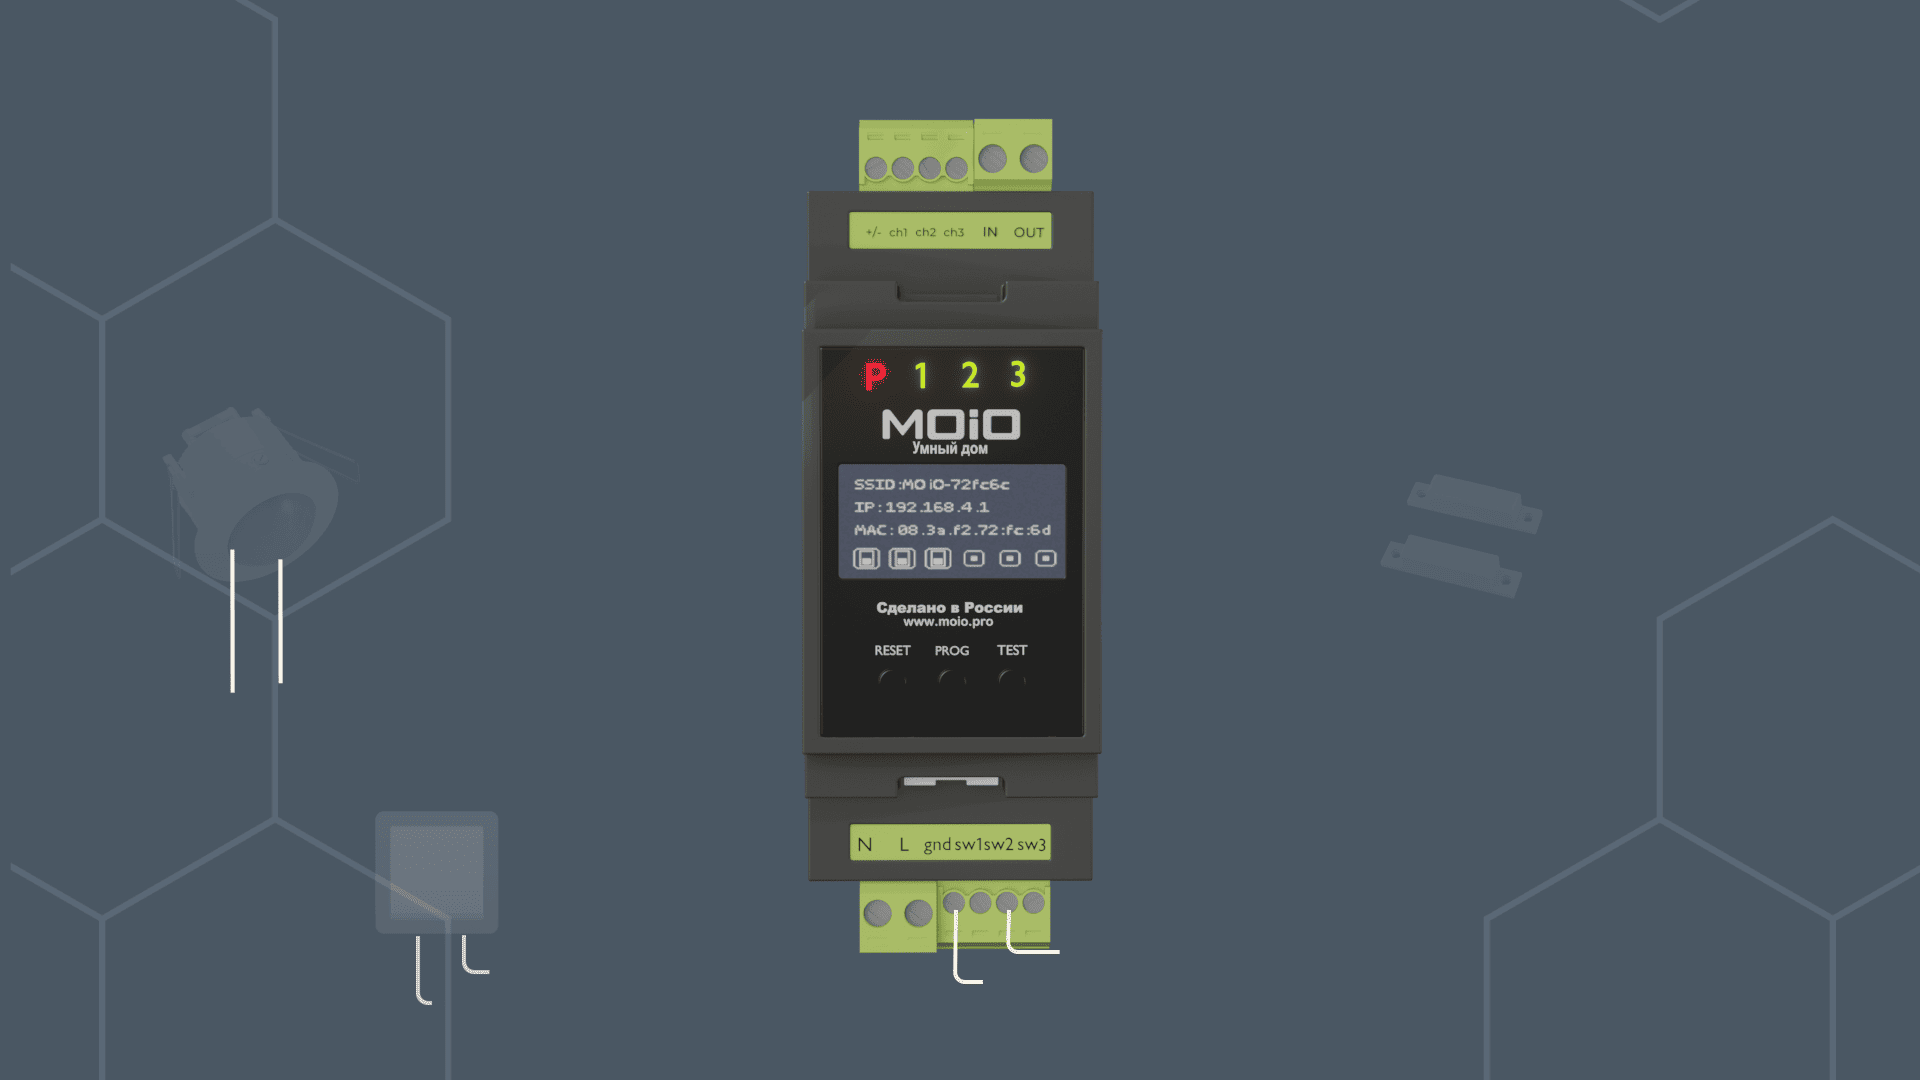 +/- ch1 ch2 ch3 IN OUT
P 1 2 3
MOiO
Умный дом
SSID:MOiO-72fc6c
IP:192.168.4.1
MAC:08.3a.f2.72:fc:6d
Сделано в России
www.moio.pro
RESET PROG TEST
N L gnd sw1 sw2 sw3